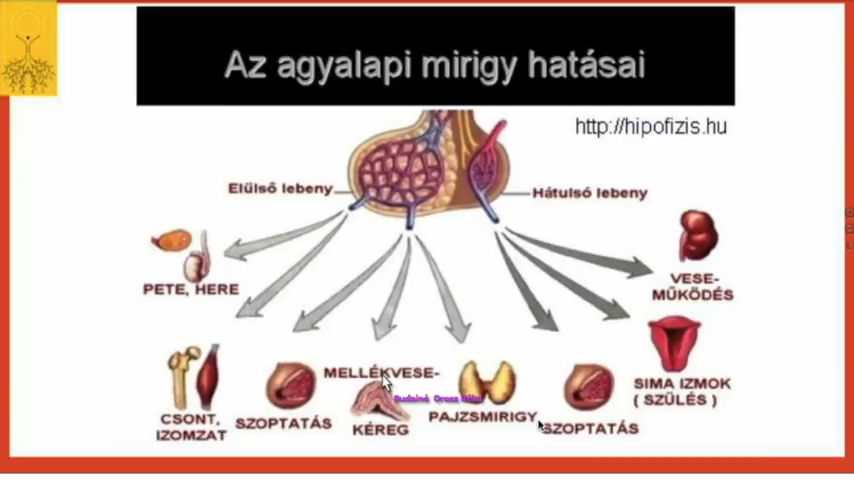 Az agyalapi mirigy hatásai
http://hipofizis.hu
Elülső lebeny
Hátulsó lebeny
PETE, HERE
VESE-
MŰKÖDÉS
CSONT,
IZOMZAT
SZOPTATÁS
MELLÉKVESE-
KÉREG
PAJZSMIRIGY
SZOPTATÁS
SIMA IZMOK
( SZÜLÉS )